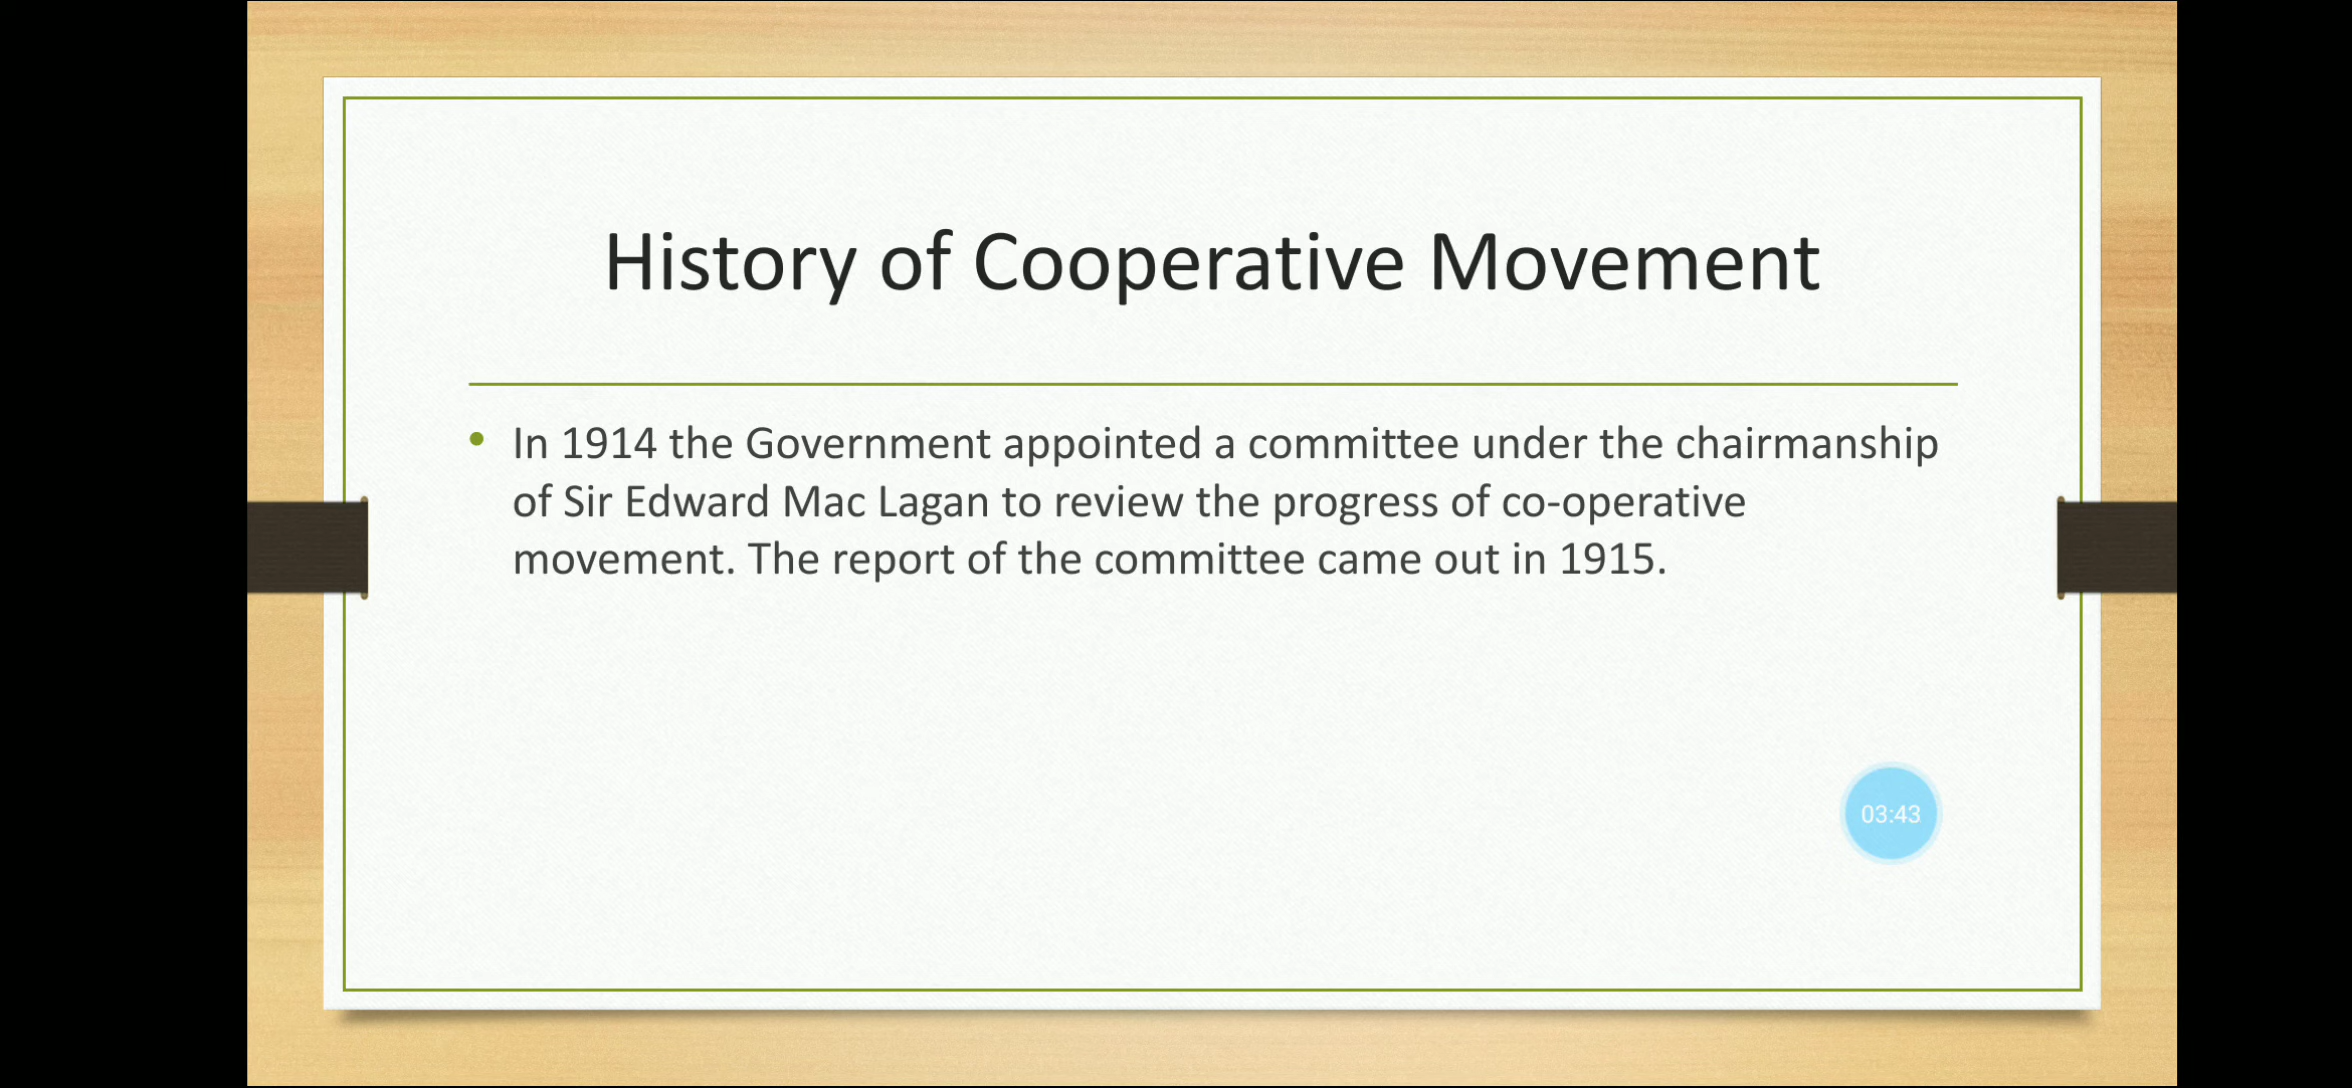 History of Cooperative Movement
• In 1914 the Government appointed a committee under the chairmanship
of Sir Edward Mac Lagan to review the progress of co-operative
movement. The report of the committee came out in 1915.
03:43